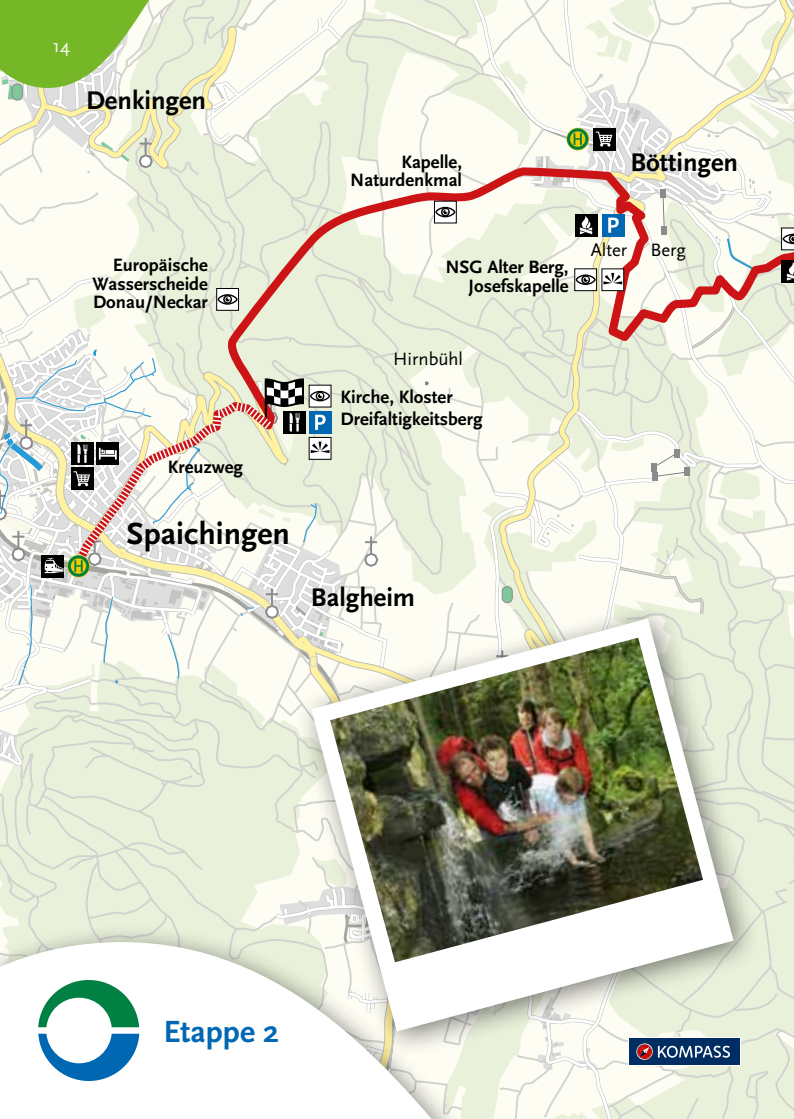 14
Denkingen
Kapelle,
Naturdenkmal
H
Böttingen
P
Alter Berg
NSG Alter Berg,
Josefskapelle
Europäische
Wasserscheide
Donau/Neckar
Hirnbühl
Kirche, Kloster
P
Dreifaltigkeitsberg
Kreuzweg
Spaichingen
H
Balgheim
Etappe 2
KOMPASS